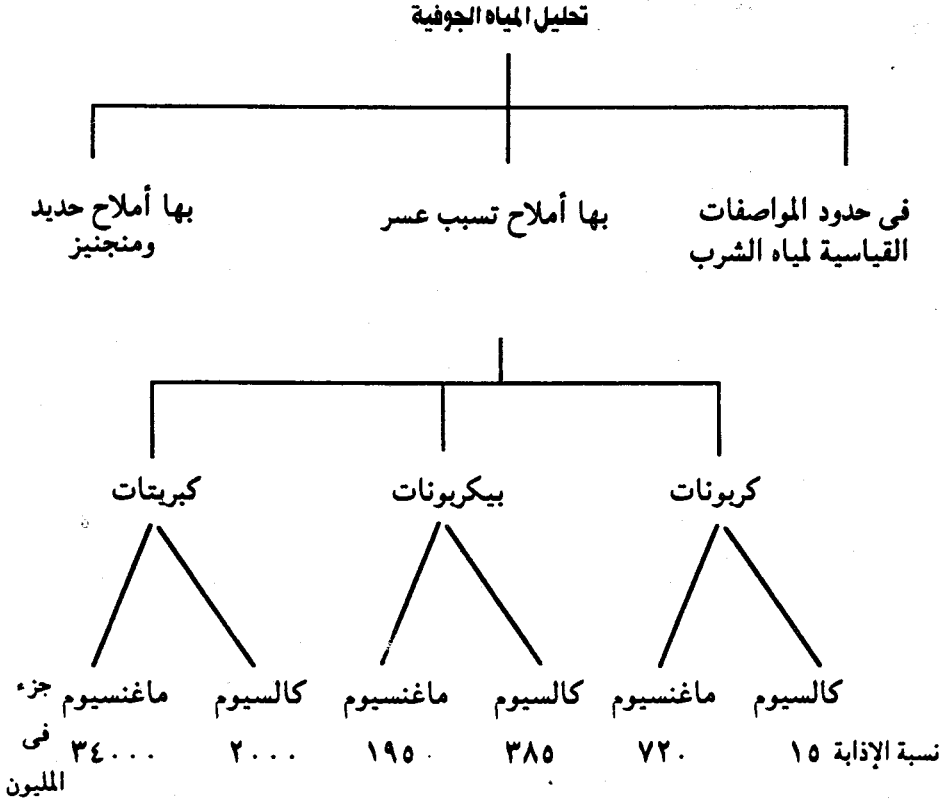 تحليل المياه الجوفية
فى حدود المواصفات
القياسية لمياه الشرب
بها أملاح تسبب عسر
بها أملاح حديد
ومنجنيز
كربونات
بيكربونات
كبريتات
كالسيوم ماغنسيوم كالسيوم ماغنسيوم كالسيوم ماغنسيوم جزء
نسبة الإذابة ١٥ ٧٢٠ ٣٨٥ ١٩٥٠ ٢٠٠٠ ٣٤٠٠٠ فى
المليون